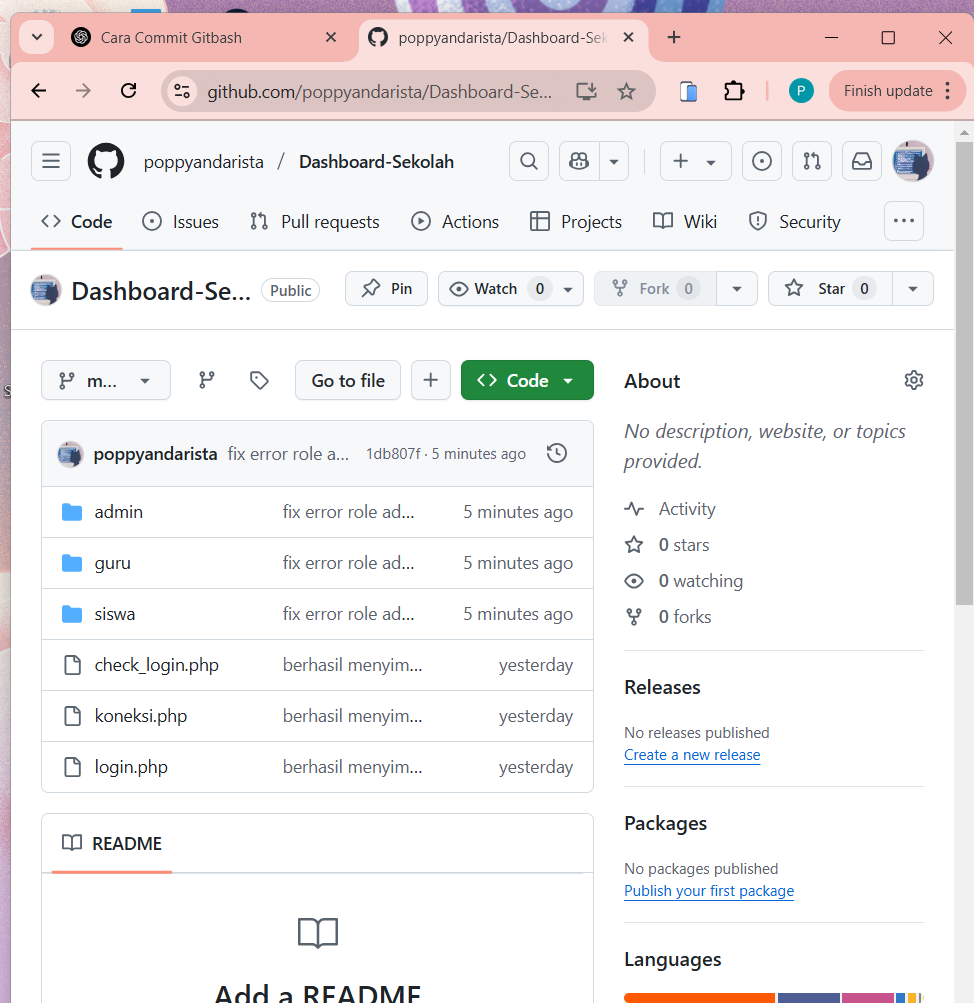 Cara Commit Gitbash
poppyandarista/Dashboard-Sek
github.com/poppyandarista/Dashboard-Se...
P
Finish update
poppyandarista / Dashboard-Sekolah
Code Issues Pull requests Actions Projects Wiki Security
Dashboard-Se... Public Pin Watch 0 Fork 0 Star 0
m... Go to file Code
poppyandarista fix error role a... 1db807f · 5 minutes ago
admin fix error role ad... 5 minutes ago
guru fix error role ad... 5 minutes ago
siswa fix error role ad... 5 minutes ago
check_login.php berhasil menyim... yesterday
koneksi.php berhasil menyim... yesterday
login.php berhasil menyim... yesterday
README
Add a README
About
No description, website, or topics
provided.
Activity
0 stars
0 watching
0 forks
Releases
No releases published
Create a new release
Packages
No packages published
Publish your first package
Languages